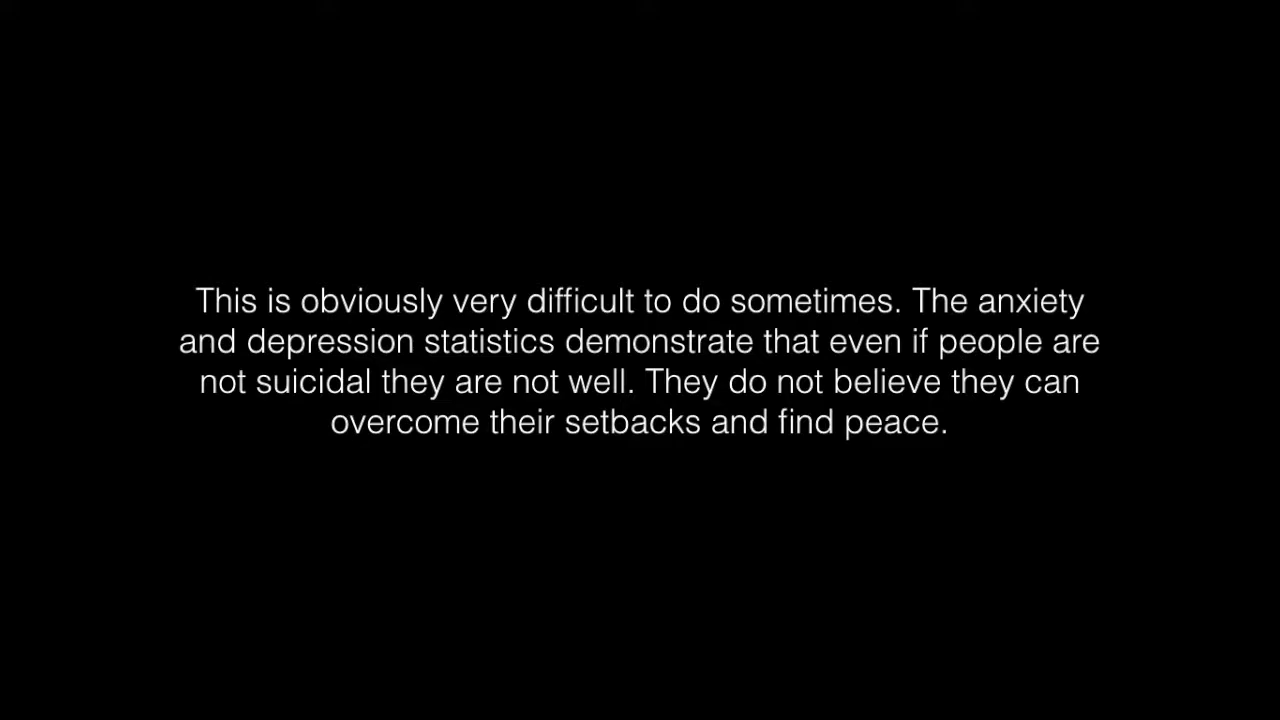 This is obviously very difficult to do sometimes. The anxiety
and depression statistics demonstrate that even if people are
not suicidal they are not well. They do not believe they can
overcome their setbacks and find peace.